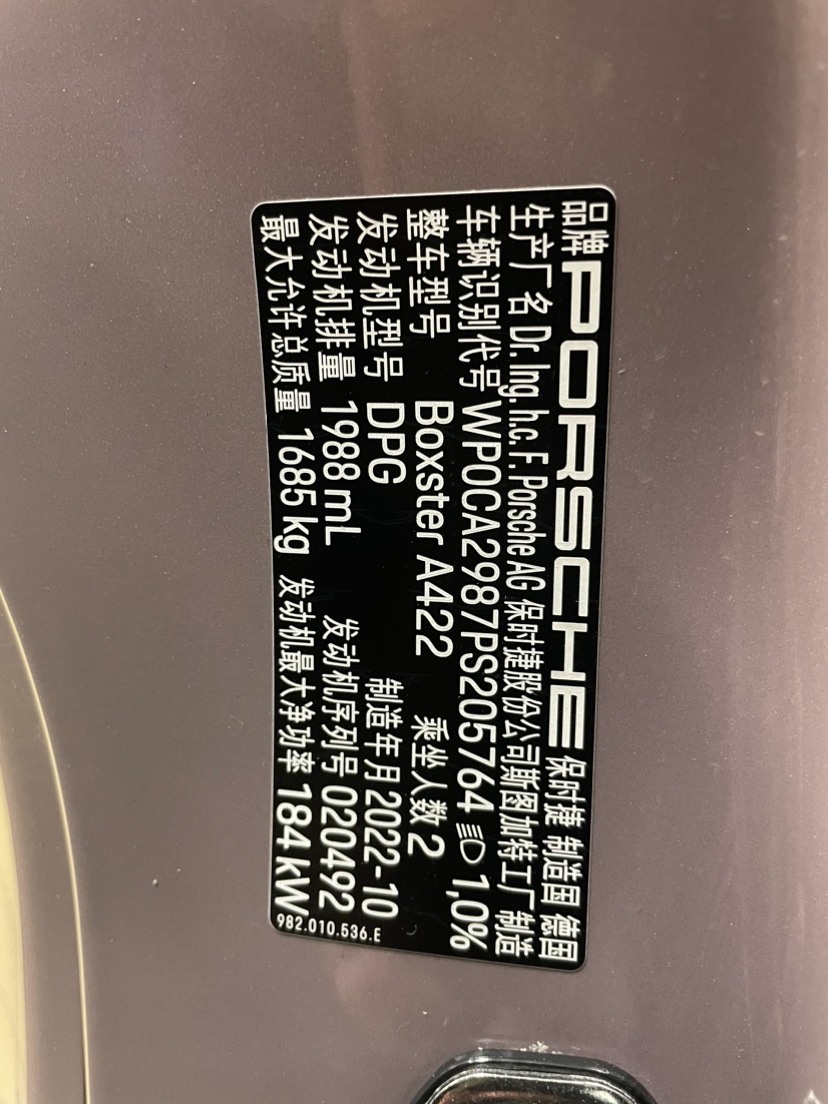 品牌 PORSCHE 保时捷 制造国 德国
生产厂名 Dr. Ing. h.c. F. Porsche AG 保时捷股份公司斯图加特工厂 制造
车辆识别代号 WP0CA2987PS205764 1,0%
整车型号 Boxster A422 乘坐人数 2
发动机型号 DPG 制造年月 2022-10
发动机排量 1988 mL 发动机序列号 020492
最大允许总质量 1685 kg 发动机最大净功率 184 kW
982.010.536.E